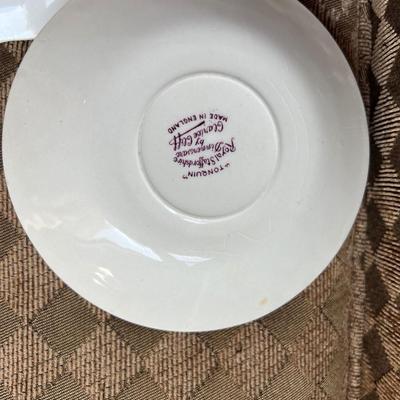 "TONQUIN"
Royal Staffordshire
Dinnerware
by
Clarice Cliff
MADE IN ENGLAND